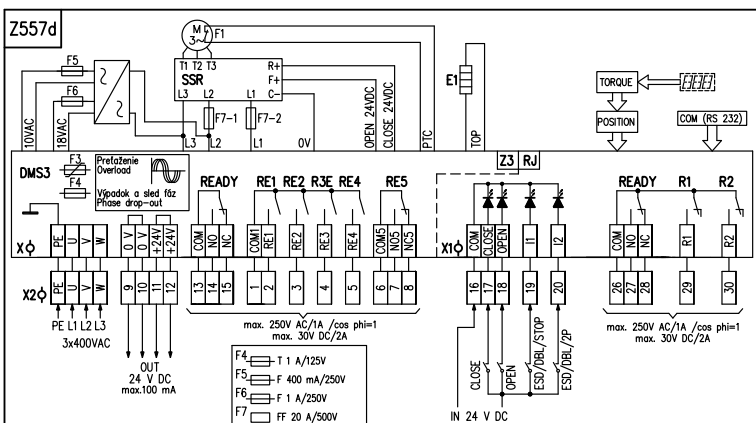 Z557d
M
3~
F1
F5
T1 T2 T3
R+
SSR
F+
C-
E1
TORQUE
F6
L3 L2 L1
POSITION
COM (RS 232)
F7-1
F7-2
10VAC
18VAC
L3
L2
L1
0V
OPEN 24VDC
CLOSE 24VDC
PTC
TOP
DMS3
F3
Preťaženie
Overload
F4
Výpadok a sled fáz
Phase drop-out
Z3 RJ
READY
RE1 RE2 R3E RE4
RE5
READY
R1
R2
X
PE U V W
0 V
0 V
+24V
+24V
COM
NO
NC
COM1
RE1
RE2
RE3
RE4
COM5
NC5
NC5
X1
COM
CLOSE
OPEN
I1
I2
COM
NO
NC
R1
R2
X2
PE U V W
9 10 11 12
13 14 15
1 2 3 4 5
6 7 8
16 17 18 19 20
26 27 28 29 30
PE L1 L2 L3
3x400VAC
max. 250V AC/1A /cos phi=1
max. 30V DC/2A
max. 250V AC/1A /cos phi=1
max. 30V DC/2A
OUT
24 V DC
max.100 mA
F4 T 1 A/125V
F5 F 400 mA/250V
F6 F 1 A/250V
F7 FF 20 A/500V
CLOSE
OPEN
ESD/DBL/STOP
ESD/DBL/2P
IN 24 V DC